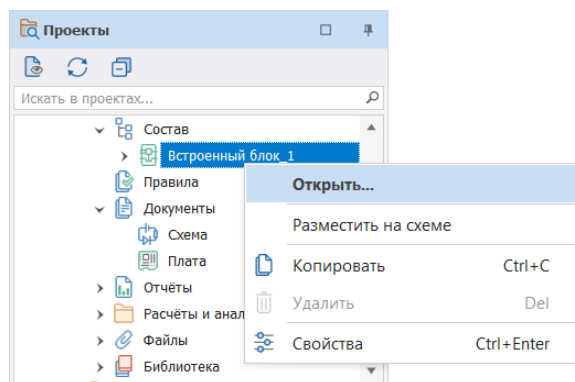 Проекты
Искать в проектах...
Состав
Встроенный блок_1
Правила
Открыть...
Документы
Разместить на схеме
Схема
Плата
Копировать Ctrl+C
Отчёты
Удалить Del
Расчёты и анал
Файлы
Свойства Ctrl+Enter
Библиотека